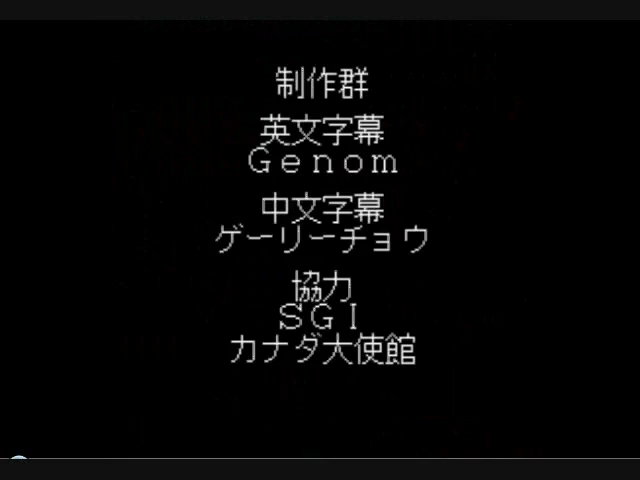 制作群
英文字幕
Ｇｅｎｏｍ
中文字幕
ゲーリーチョウ
協力
ＳＧＩ
カナダ大使館